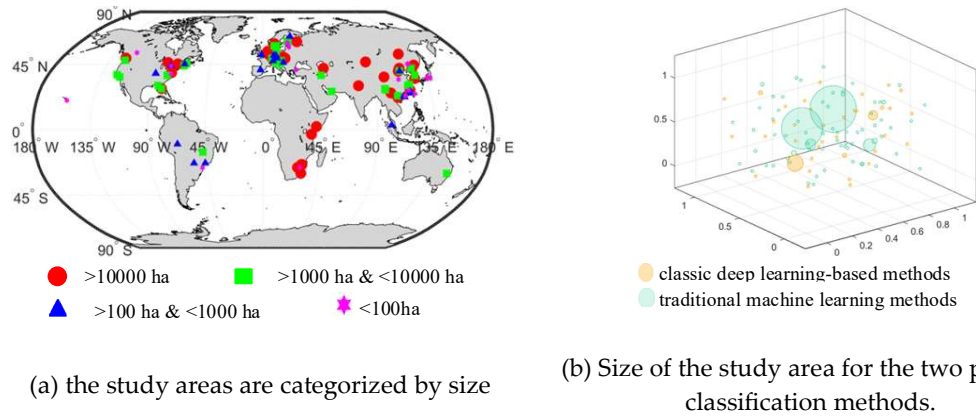 90° N
45° N
0°
180° W 135° W 90° W 45° W 0° 45° E 90° E 135° E 180° E
45° S
90° S
>10000 ha
>1000 ha & <10000 ha
>100 ha & <1000 ha
<100ha
(a) the study areas are categorized by size
1
0.5
0
1
0.5
0
0
0.2
0.4
0.6
0.8
1
classic deep learning-based methods
traditional machine learning methods
(b) Size of the study area for the two p
classification methods.